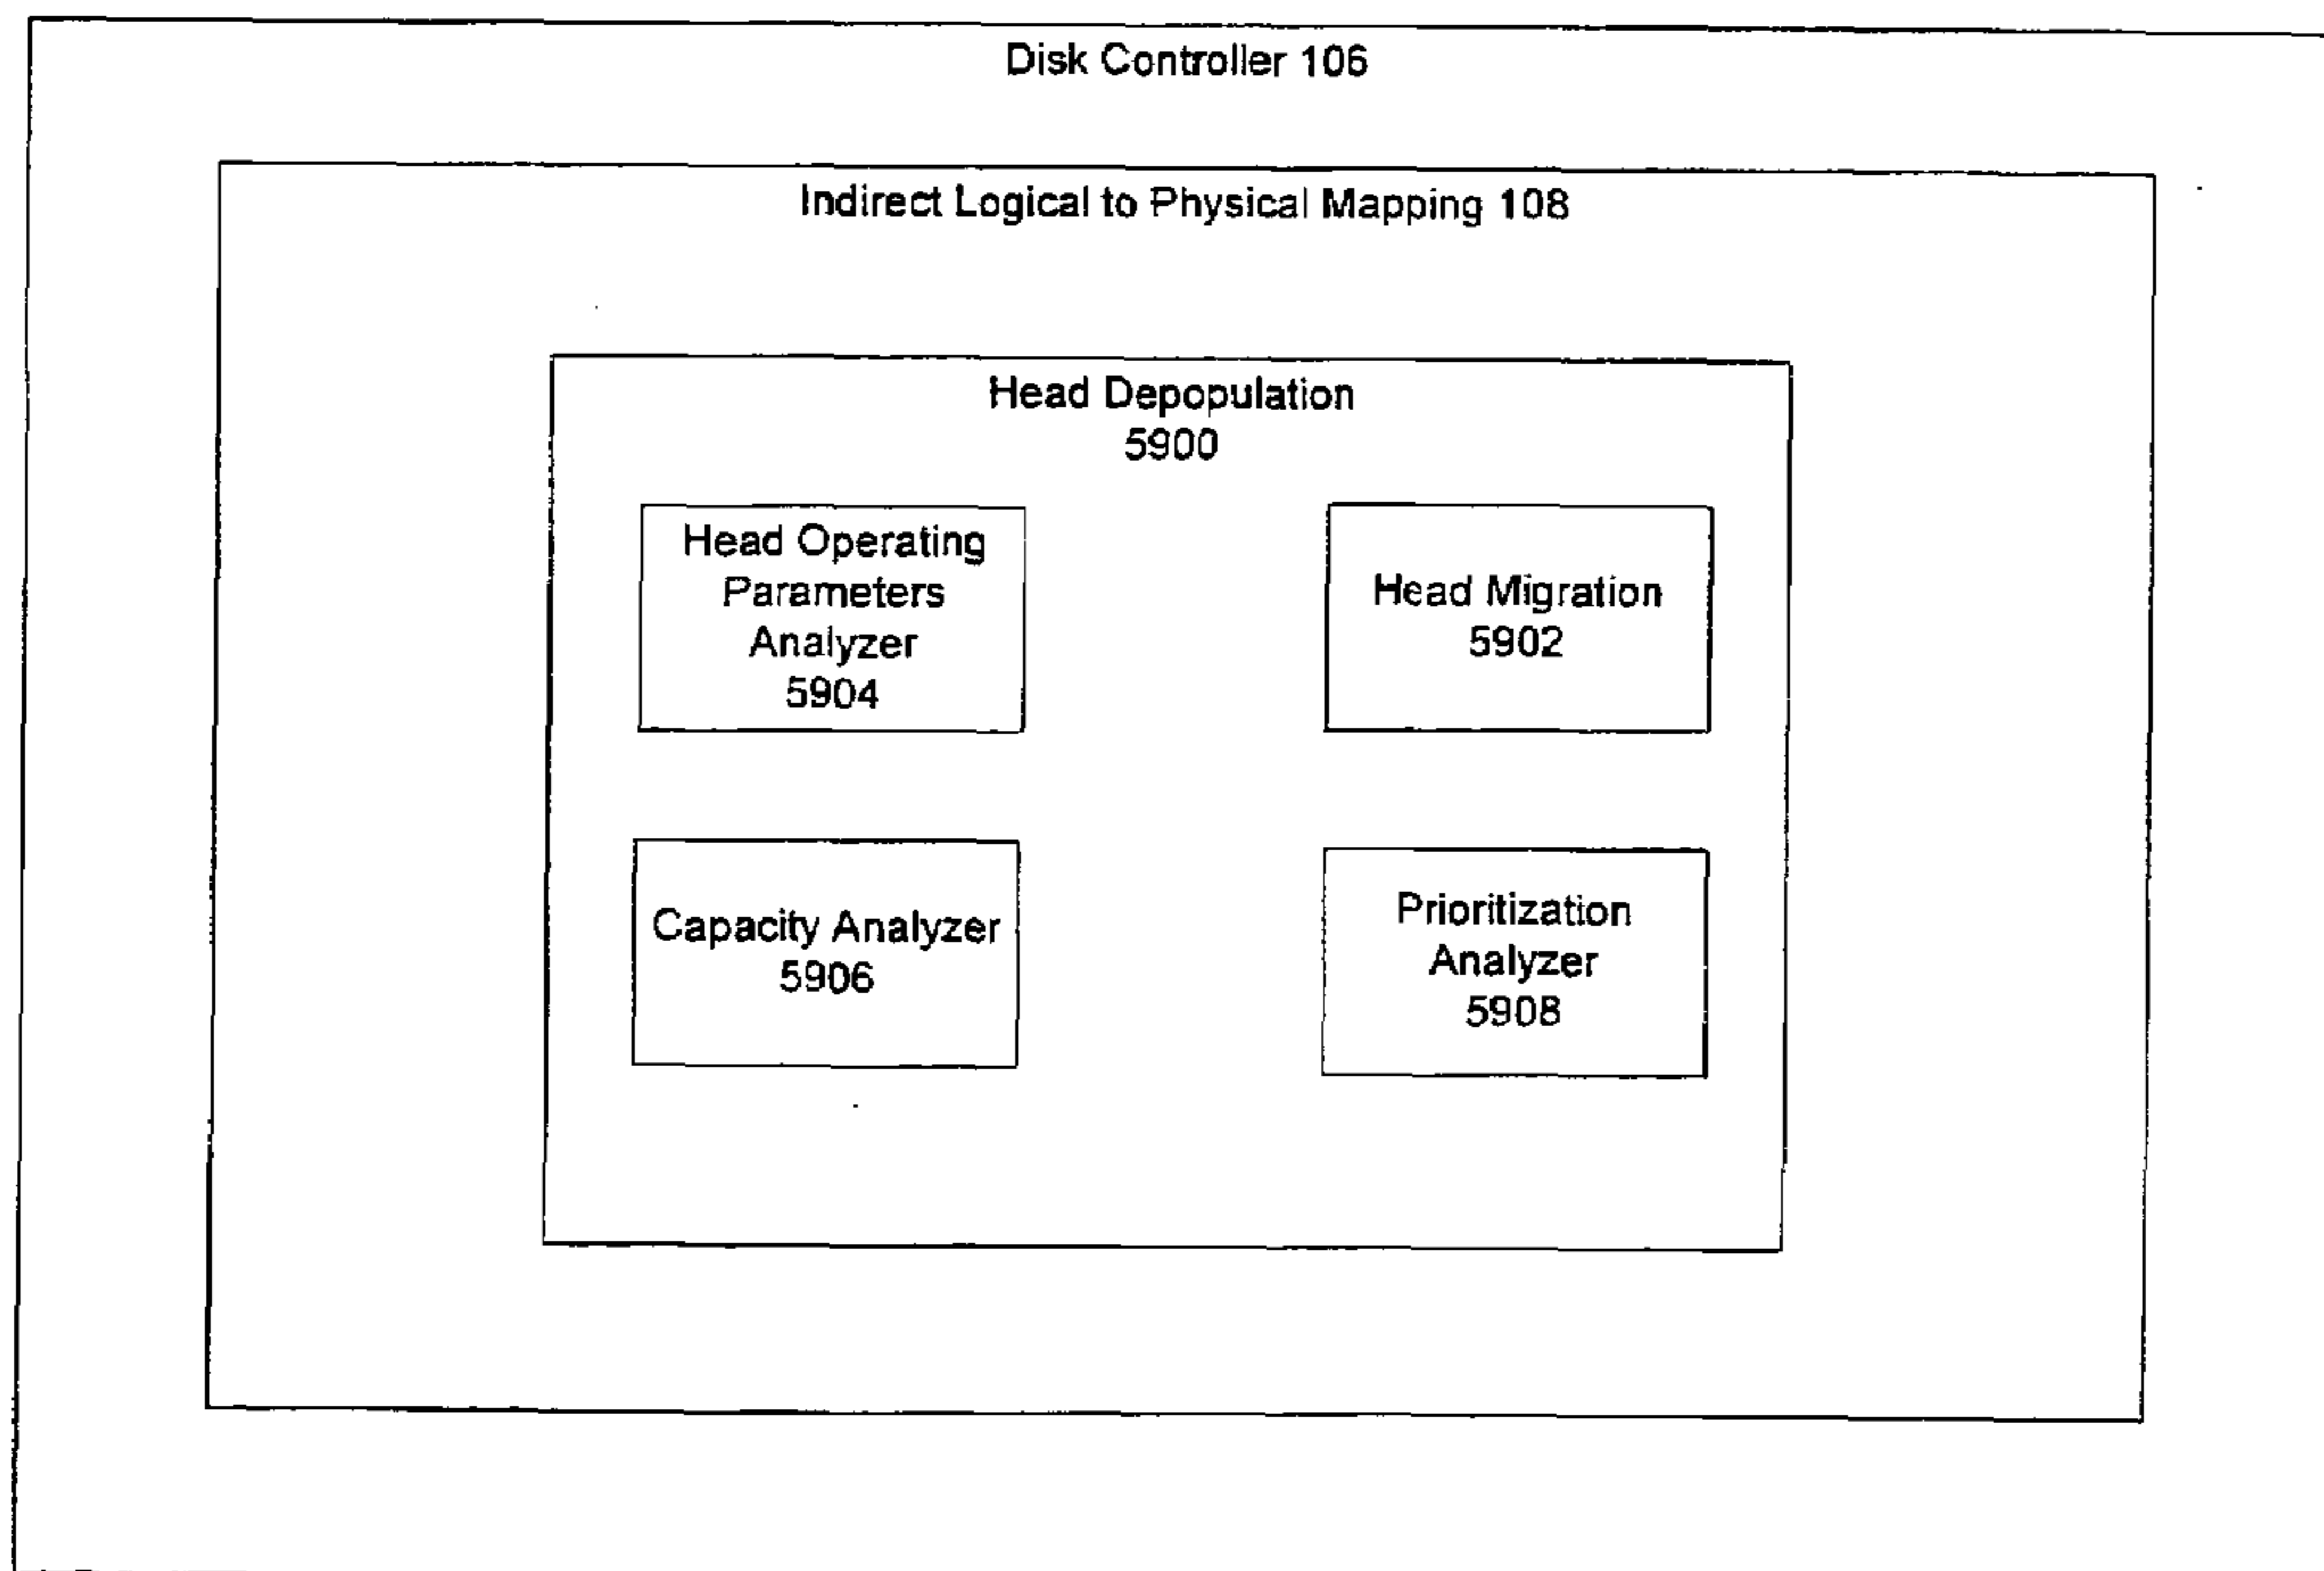 Disk Controller 106
Indirect Logical to Physical Mapping 108
Head Depopulation
5900
Head Operating
Parameters
Analyzer
5904
Head Migration
5902
Capacity Analyzer
5906
Prioritization
Analyzer
5908